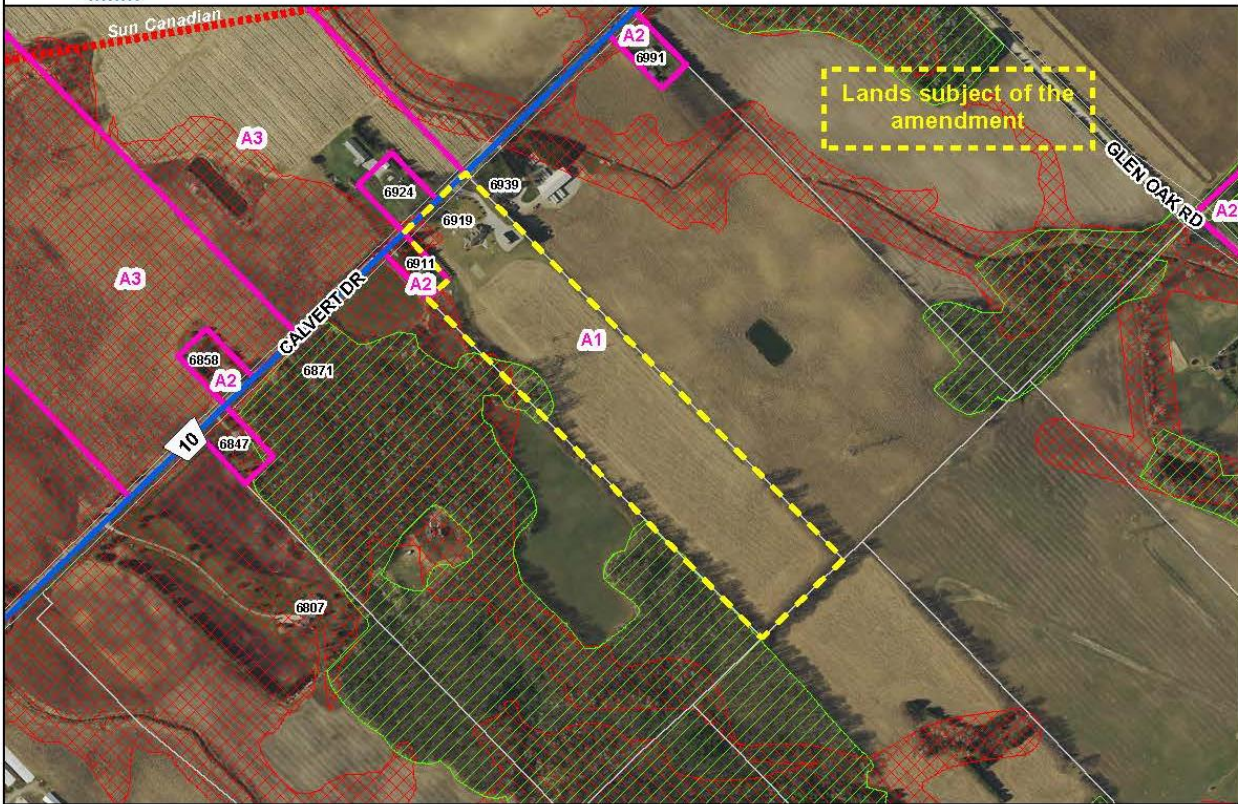 Sun Canadian
A2
6991
Lands subject of the
amendment
A3
GLEN OAK RD
6924
6939
A2
6919
6911
A2
A3
CALVERT DR
A1
6858
6871
A2
10
6847
6807